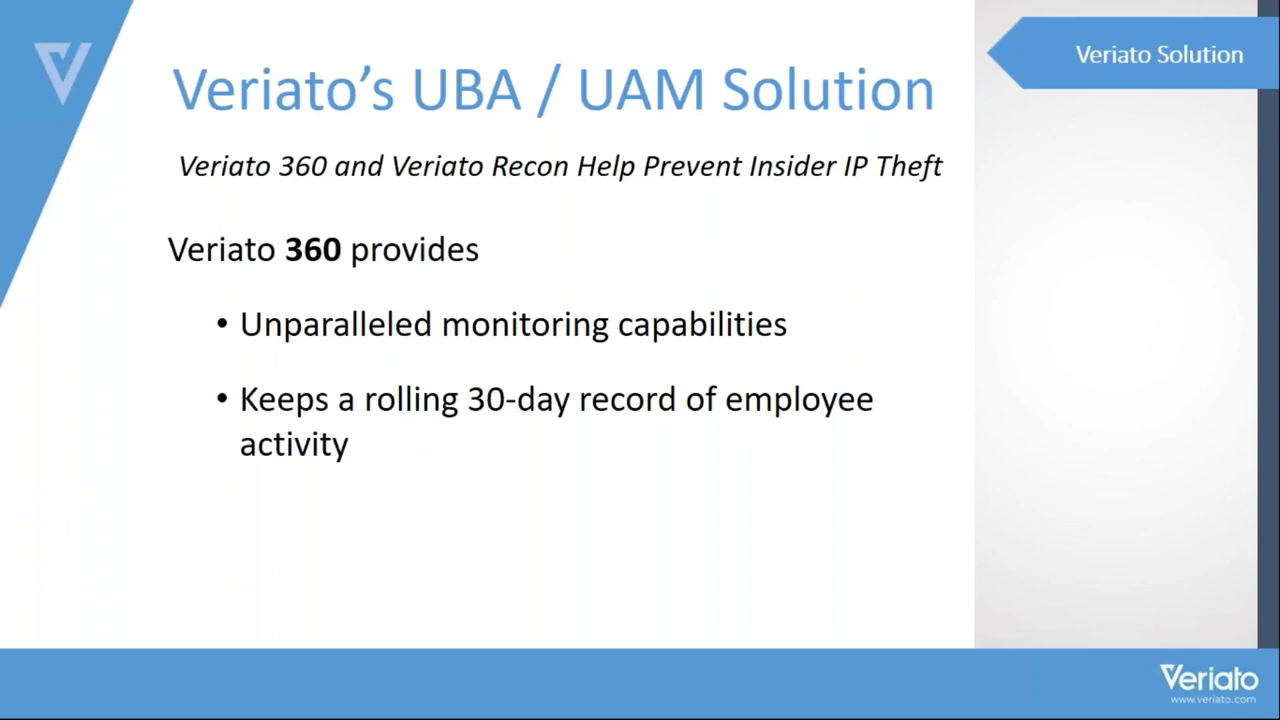 Veriato Solution
Veriato’s UBA / UAM Solution
Veriato 360 and Veriato Recon Help Prevent Insider IP Theft
Veriato 360 provides
• Unparalleled monitoring capabilities
• Keeps a rolling 30-day record of employee
activity
Veriato
www.veriato.com